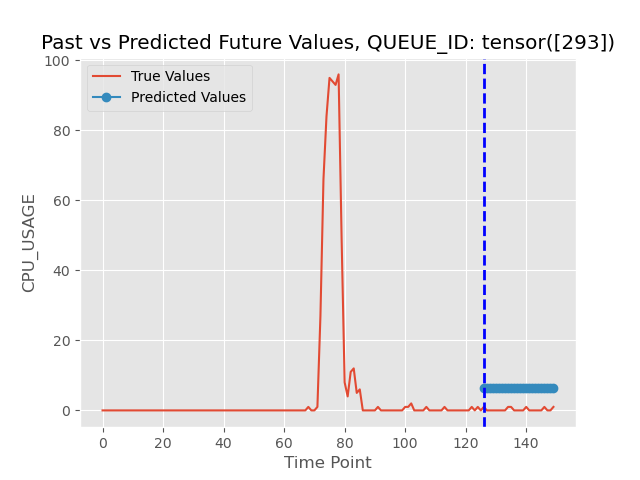 Past vs Predicted Future Values, QUEUE_ID: tensor([293])
True Values
Predicted Values
CPU_USAGE
100
80
60
40
20
0
0 20 40 60 80 100 120 140
Time Point